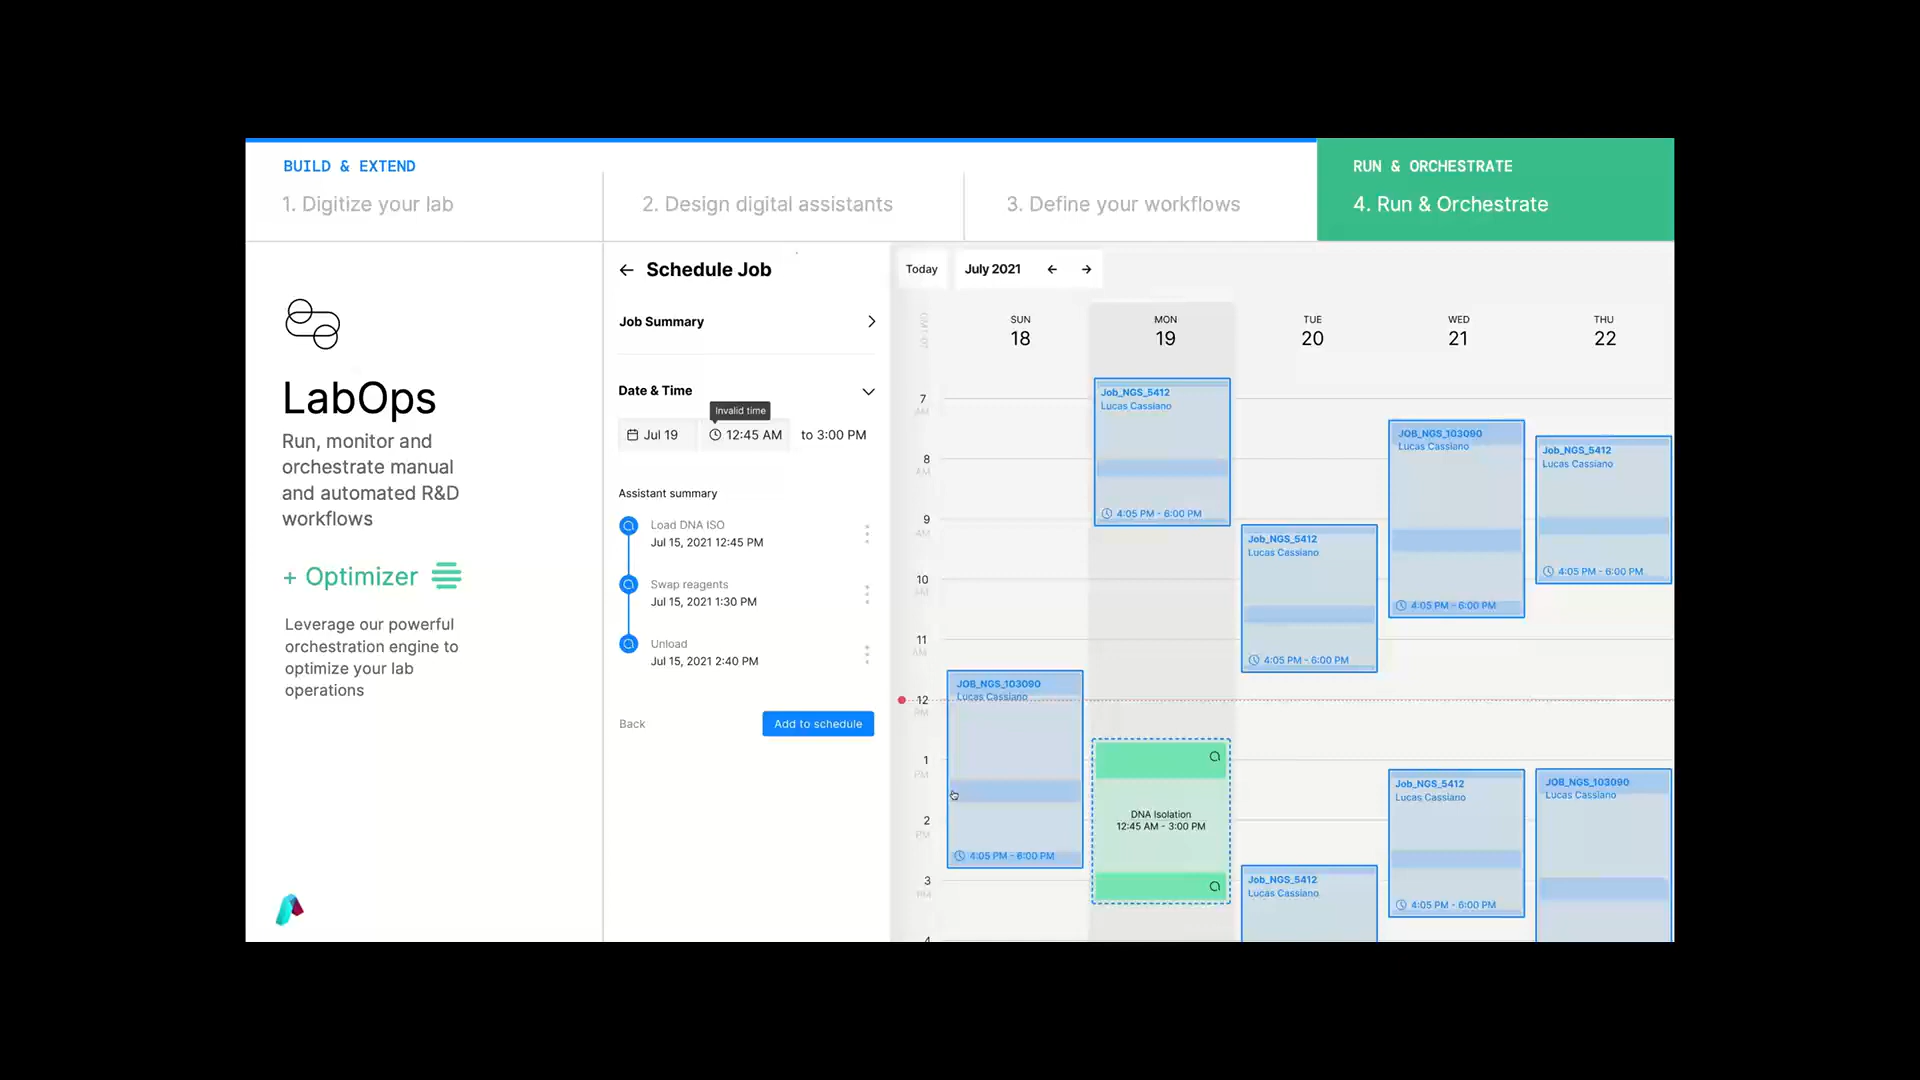 BUILD & EXTEND
1. Digitize your lab
2. Design digital assistants
3. Define your workflows
RUN & ORCHESTRATE
4. Run & Orchestrate
LabOps
Run, monitor and
orchestrate manual
and automated R&D
workflows
+ Optimizer
Leverage our powerful
orchestration engine to
optimize your lab
operations
Schedule Job
Job Summary
Date & Time
Invalid time
Jul 19
12:45 AM
to 3:00 PM
Assistant summary
Load DNA ISO
Jul 15, 2021 12:45 PM
Swap reagents
Jul 15, 2021 1:30 PM
Unload
Jul 15, 2021 2:40 PM
Back
Add to schedule
Today
July 2021
SUN
18
MON
19
TUE
20
WED
21
THU
22
7
AM
8
AM
9
AM
10
AM
11
AM
12
PM
1
PM
2
PM
3
PM
4
JOB_NGS_103090
Lucas Cassiano
4:05 PM - 6:00 PM
Job_NGS_5412
Lucas Cassiano
4:05 PM - 6:00 PM
DNA Isolation
12:45 AM - 3:00 PM
Job_NGS_5412
Lucas Cassiano
4:05 PM - 6:00 PM
Job_NGS_5412
Lucas Cassiano
JOB_NGS_103090
Lucas Cassiano
4:05 PM - 6:00 PM
Job_NGS_5412
Lucas Cassiano
4:05 PM - 6:00 PM
Job_NGS_5412
Lucas Cassiano
4:05 PM - 6:00 PM
JOB_NGS_103090
Lucas Cassiano